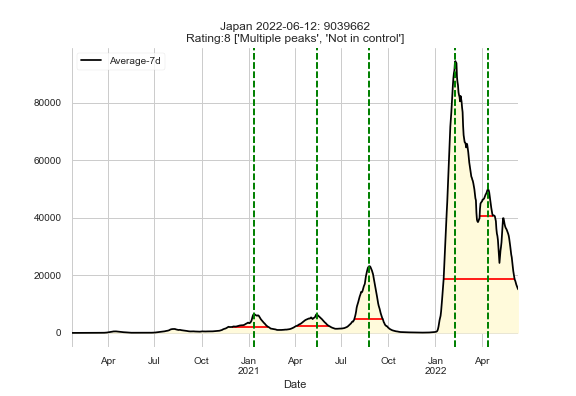 Japan 2022-06-12: 9039662
Rating:8 ['Multiple peaks', 'Not in control']
Average-7d
80000
60000
40000
20000
0
Apr Jul Oct Jan Apr Jul Oct Jan Apr
2021 2022
Date